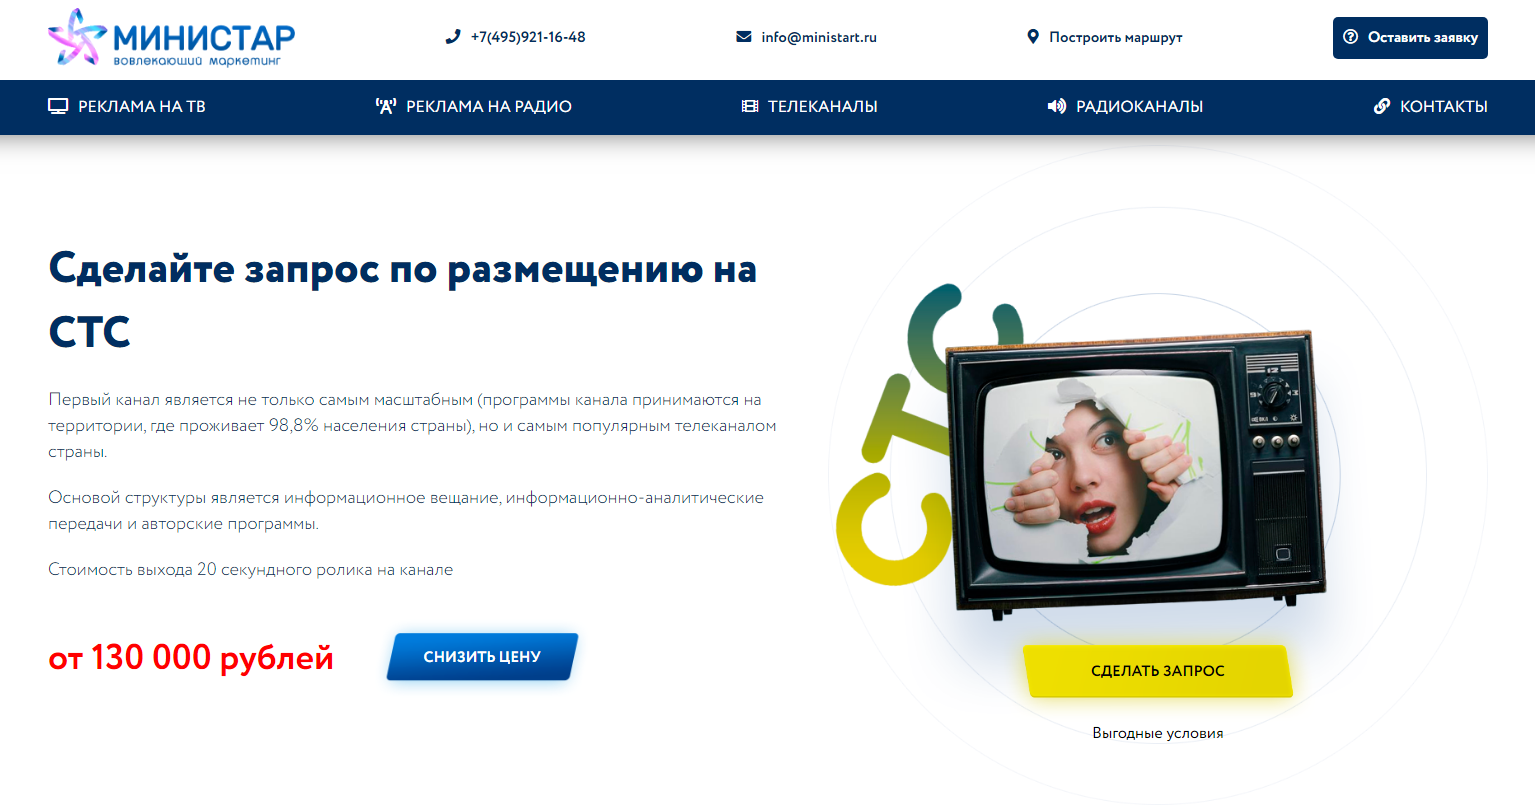 МИНИСТАР
вовлекающий маркетинг
+7(495)921-16-48
info@ministart.ru
Построить маршрут
Оставить заявку
РЕКЛАМА НА ТВ
РЕКЛАМА НА РАДИО
ТЕЛЕКАНАЛЫ
РАДИОКАНАЛЫ
КОНТАКТЫ
Сделайте запрос по размещению на
СТС
Первый канал является не только самым масштабным (программы канала принимаются на
территории, где проживает 98,8% населения страны), но и самым популярным телеканалом
страны.
Основой структуры является информационное вещание, информационно-аналитические
передачи и авторские программы.
Стоимость выхода 20 секундного ролика на канале
от 130 000 рублей
СНИЗИТЬ ЦЕНУ
СТС
12
9
3
СДЕЛАТЬ ЗАПРОС
Выгодные условия